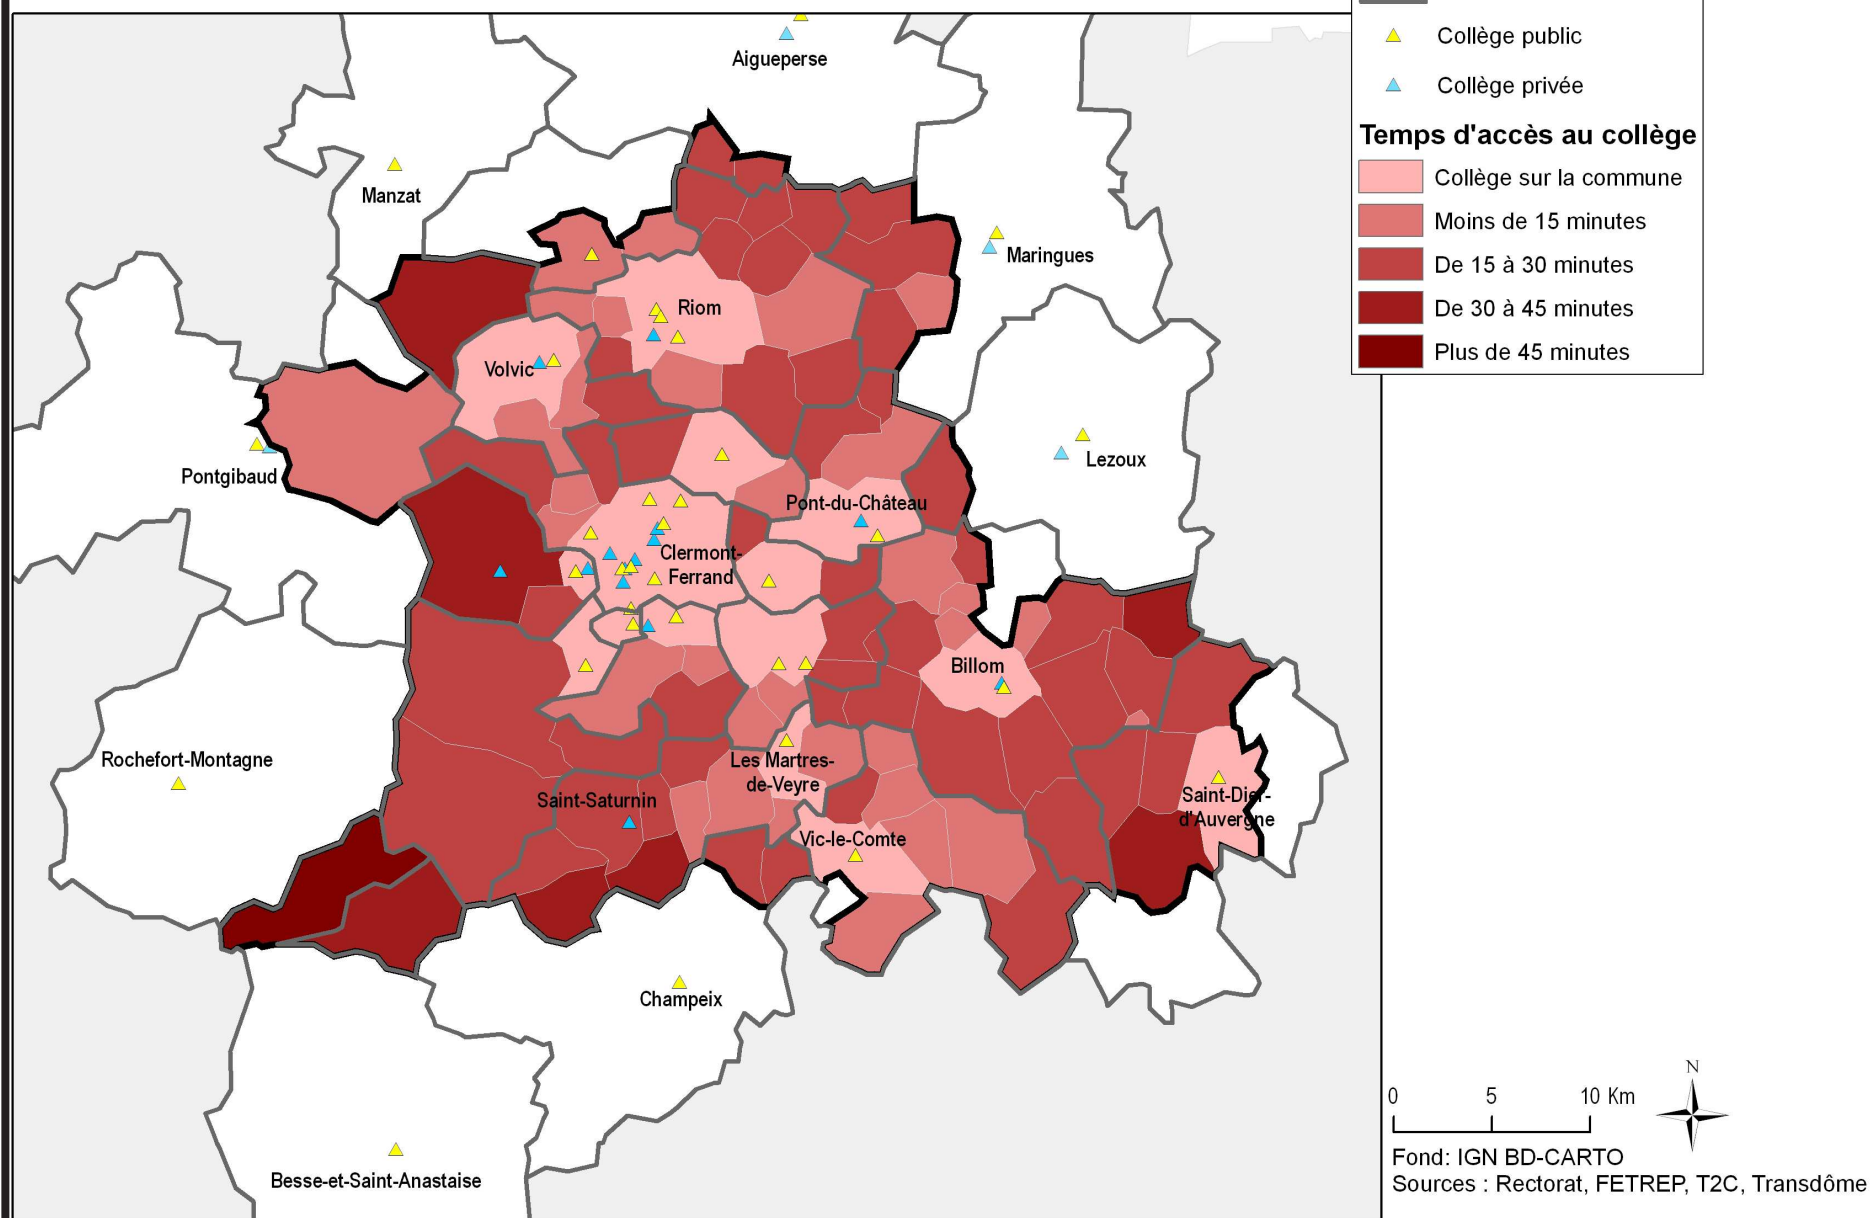 Collège public
Collège privée
Temps d'accès au collège
Collège sur la commune
Moins de 15 minutes
De 15 à 30 minutes
De 30 à 45 minutes
Plus de 45 minutes
Aigueperse
Manzat
Maringues
Riom
Volvic
Lezoux
Pontgibaud
Pont-du-Château
Clermont-
Ferrand
Billom
Rochefort-Montagne
Les Martres-
de-Veyre
Saint-Saturnin
Saint-Dier-
d'Auvergne
Vic-le-Comte
Champeix
Besse-et-Saint-Anastaise
N
0 5 10 Km
Fond: IGN BD-CARTO
Sources : Rectorat, FETREP, T2C, Transdôme